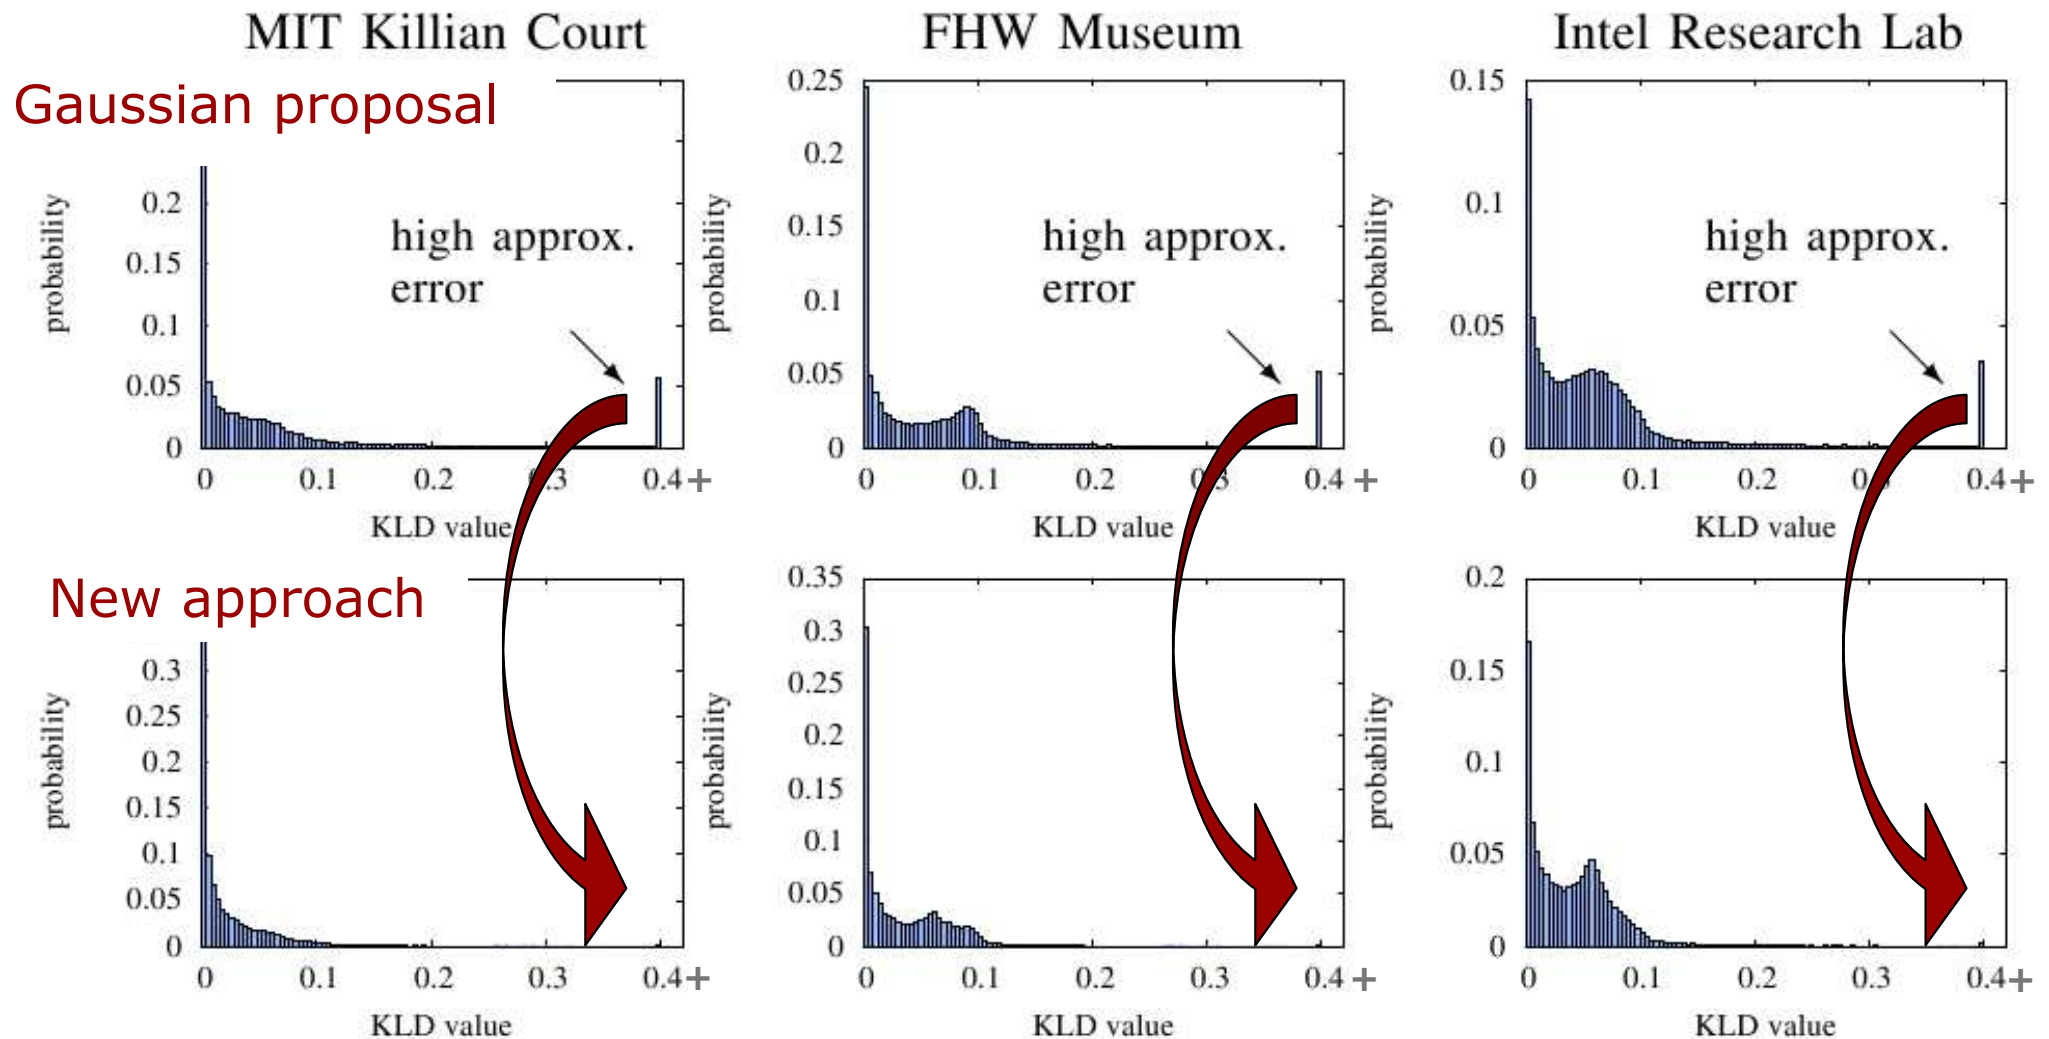 MIT Killian Court
FHW Museum
Intel Research Lab
Gaussian proposal
probability
0.2
0.15
0.1
0.05
0
high approx.
error
0 0.1 0.2 0.3 0.4+
KLD value
probability
0.25
0.2
0.15
0.1
0.05
0
high approx.
error
0 0.1 0.2 0.4+
KLD value
probability
0.15
0.1
0.05
0
high approx.
error
0 0.1 0.2 0.4+
KLD value
New approach
probability
0.3
0.25
0.2
0.15
0.1
0.05
0
0 0.1 0.2 0.3 0.4+
KLD value
probability
0.35
0.3
0.25
0.2
0.15
0.1
0.05
0
0 0.1 0.2 0.3 0.4+
KLD value
probability
0.2
0.15
0.1
0.05
0
0 0.1 0.2 0.3 0.4+
KLD value